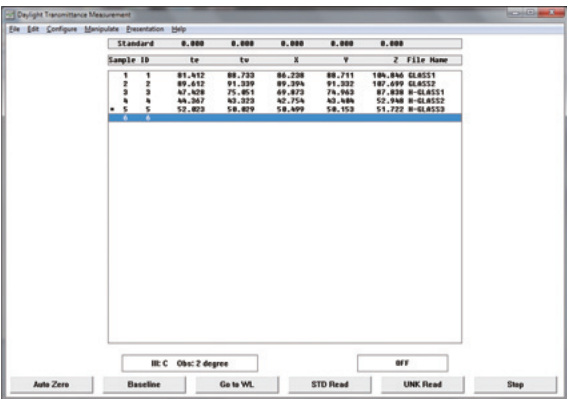 Daylight Transmittance Measurement
File Edit Configure Manipulate Presentation Help
Standard 0.000 0.000 0.000 0.000 0.000
Sample ID te tv X Y Z File Name
1 1 81.412 88.733 86.238 88.711 104.846 GLASS1
2 2 89.612 91.339 89.394 91.332 107.699 GLASS2
3 3 47.428 75.051 69.873 74.963 87.838 H-GLASS1
4 4 44.367 43.323 42.754 43.484 52.948 H-GLASS2
* 5 5 52.023 50.029 50.499 50.153 51.722 H-GLASS3
6 6
Ill: C Obs: 2 degree OFF
Auto Zero Baseline Go to WL STD Read UNK Read Stop